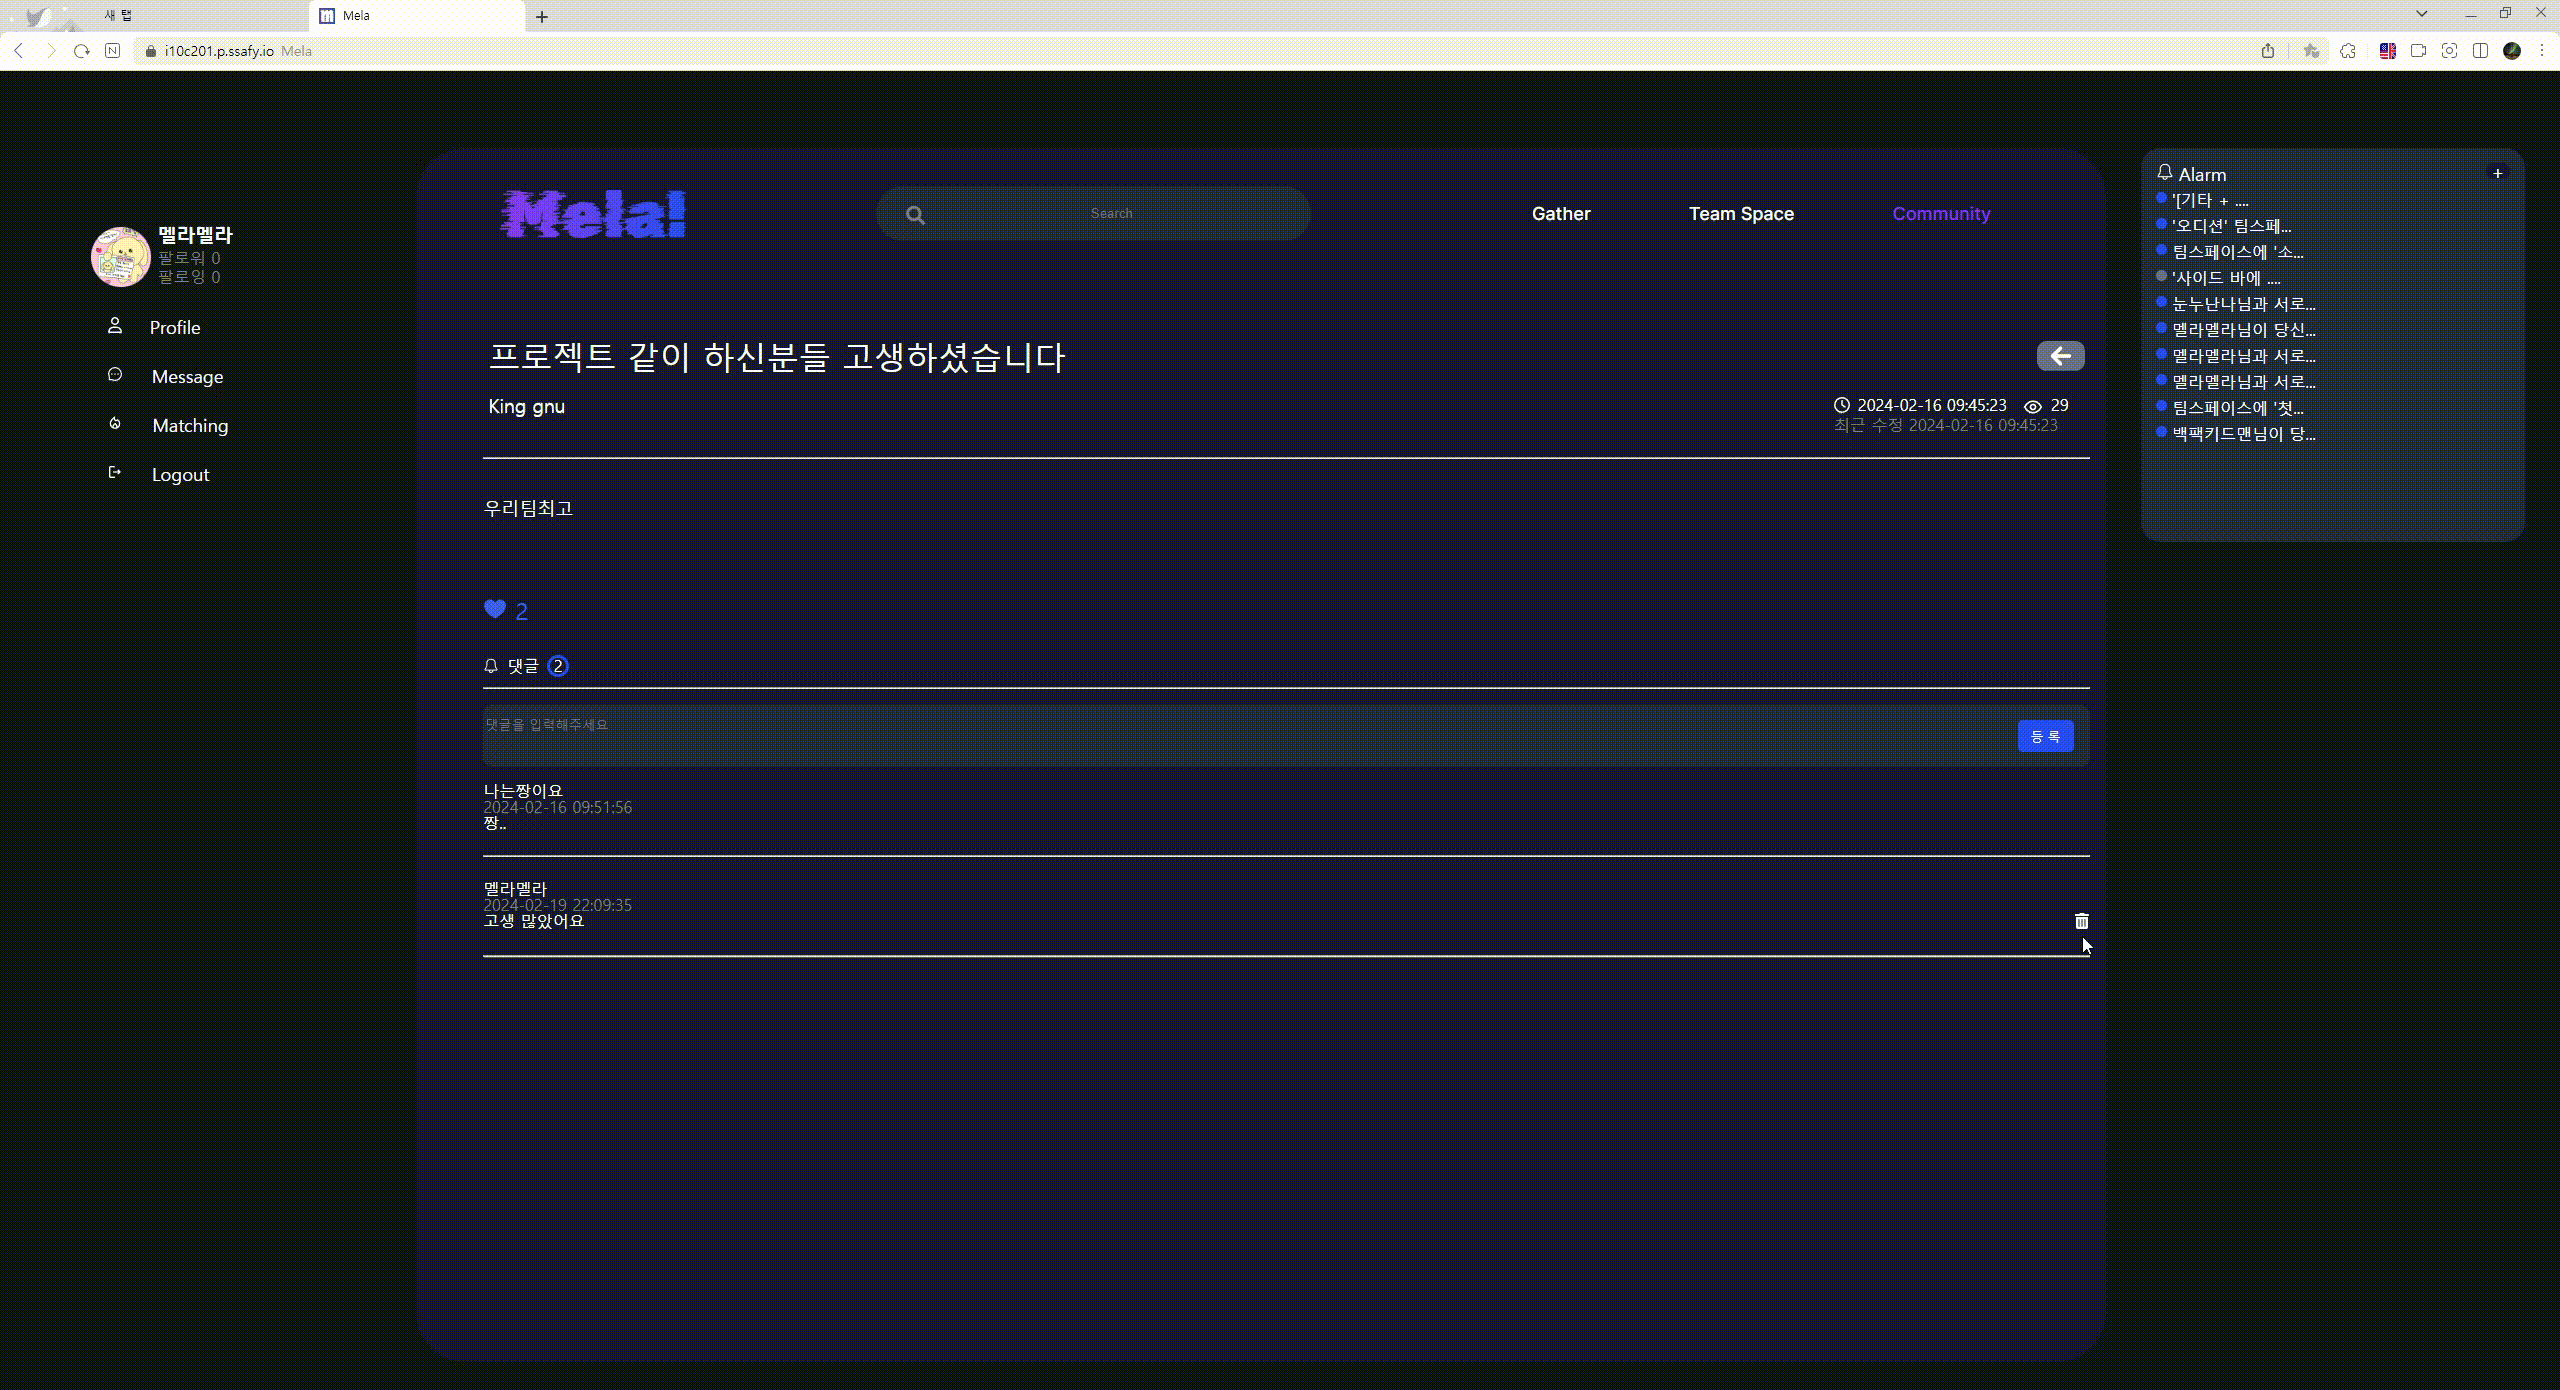 새 탭
Mela
i10c201.p.ssafy.io Mela
Mela!
Search
Gather
Team Space
Community
멜라멜라
팔로워 0
팔로잉 0
Profile
Message
Matching
Logout
프로젝트 같이 하신분들 고생하셨습니다
King gnu
2024-02-16 09:45:23 29
최근 수정 2024-02-16 09:45:23
우리팀최고
2
댓글 2
댓글을 입력해주세요
등 록
나는짱이요
2024-02-16 09:51:56
짱..
멜라멜라
2024-02-19 22:09:35
고생 많았어요
Alarm +
'[기타 + ....
'오디션' 팀스페...
팀스페이스에 '소...
'사이드 바에 ....
눈누난나님과 서로...
멜라멜라님이 당신...
멜라멜라님과 서로...
멜라멜라님과 서로...
팀스페이스에 '첫...
백팩키드맨님이 당...